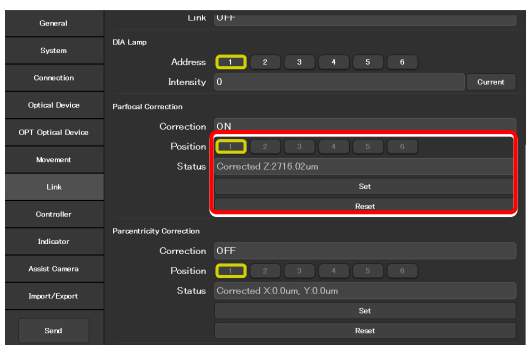 General
System
Connection
Optical Device
OPT Optical Device
Movement
Link
Controller
Indicator
Assist Camera
Import/Export
Send
Link OFF
DIA Lamp
Address 1 2 3 4 5 6
Intensity 0 Current
Parfocal Correction
Correction ON
Position 1 2 3 4 5 6
Status Corrected Z:2716.02um
Set
Reset
Parcentricity Correction
Correction OFF
Position 1 2 3 4 5 6
Status Corrected X:0.0um, Y:0.0um
Set
Reset